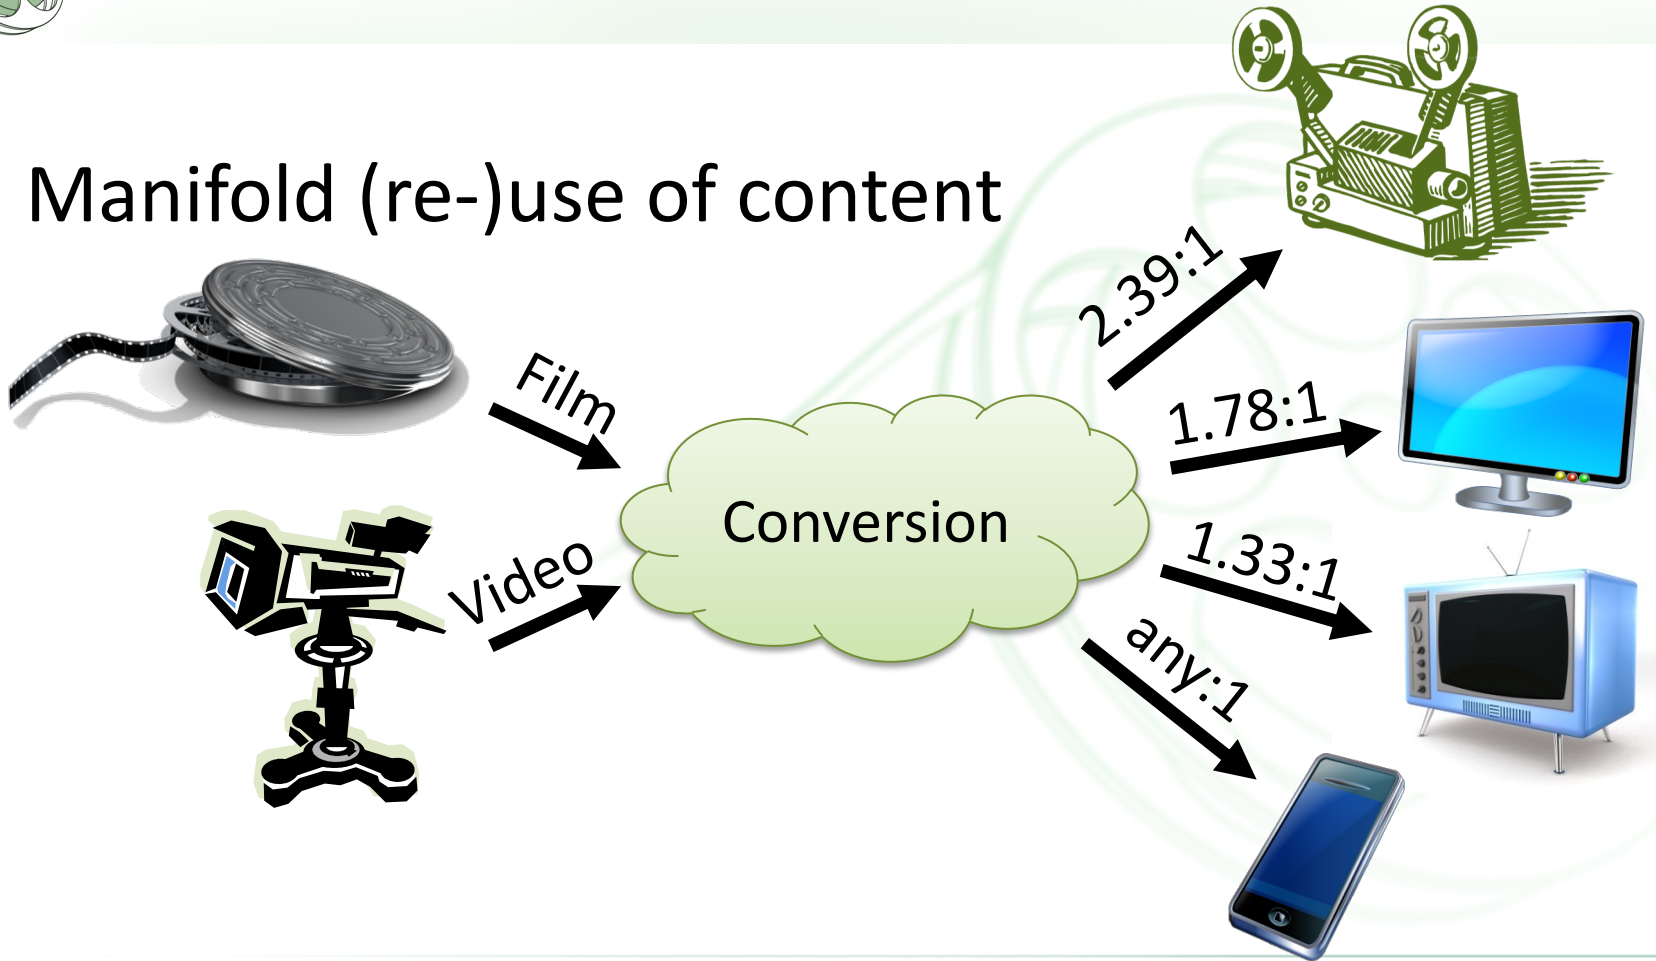 Manifold (re-)use of content
Film
Video
Conversion
2.39:1
1.78:1
1.33:1
any:1